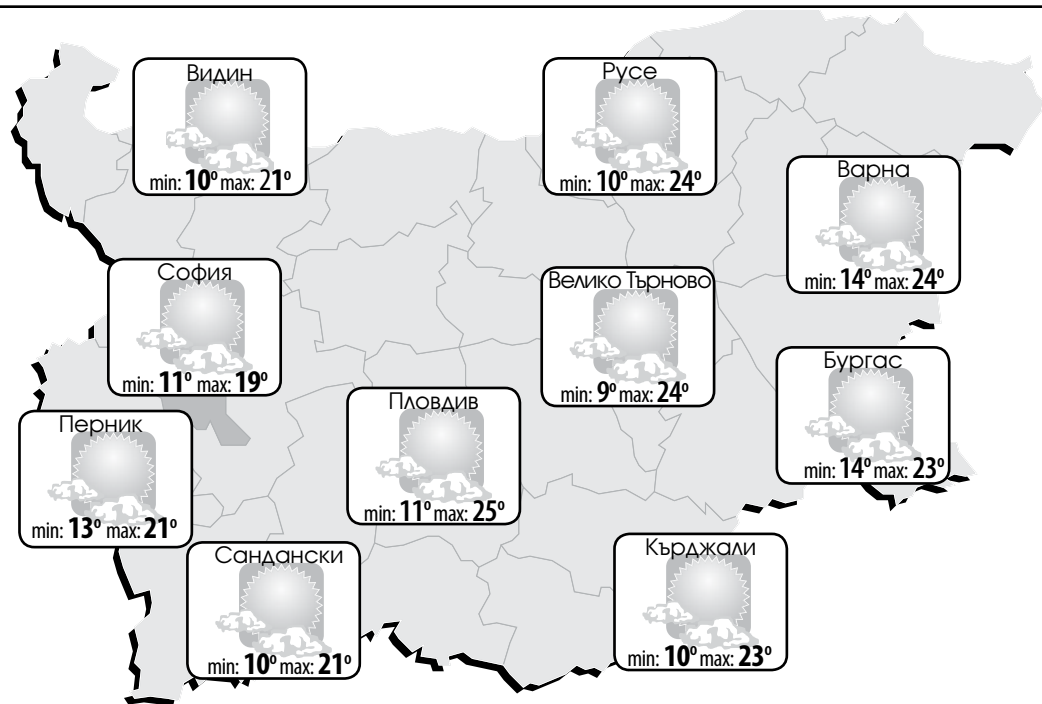 Видин
min: 10° max: 21°
Русе
min: 10° max: 24°
Варна
min: 14° max: 24°
София
min: 11° max: 19°
Велико Търново
min: 9° max: 24°
Бургас
min: 14° max: 23°
Пловдив
min: 11° max: 25°
Перник
min: 13° max: 21°
Сандански
min: 10° max: 21°
Кърджали
min: 10° max: 23°